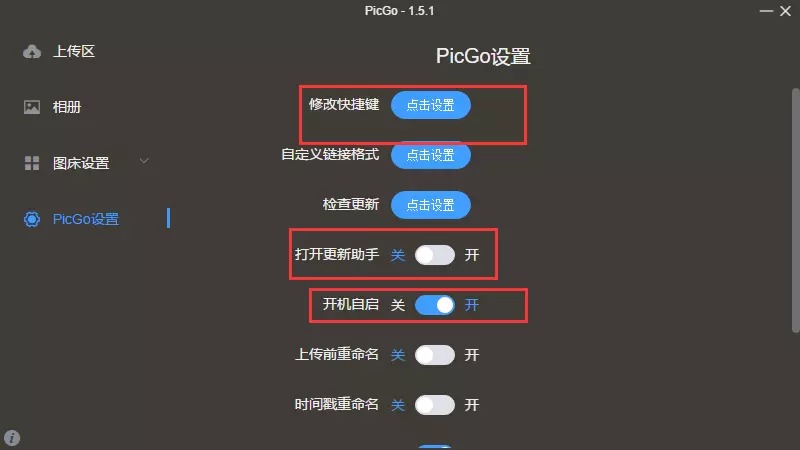 PicGo - 1.5.1
上传区
相册
图床设置
PicGo设置
PicGo设置
修改快捷键 点击设置
自定义链接格式 点击设置
检查更新 点击设置
打开更新助手 关 开
开机自启 关 开
上传前重命名 关 开
时间戳重命名 关 开